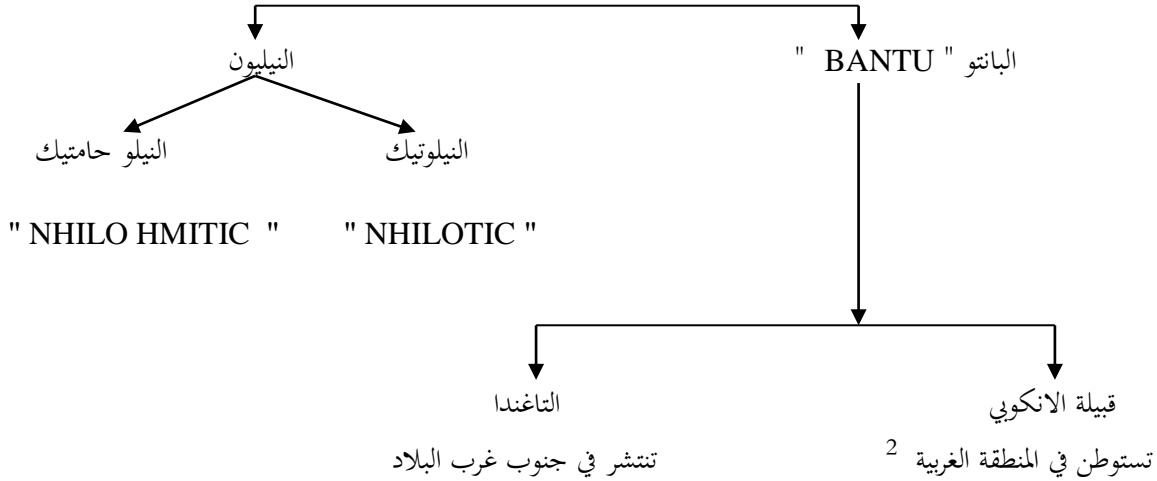 البانتو " BANTU "
النيليون
النيلوتيك
النيلو حامتيك
" NHILOTIC "
" NHILO HMITIC "
قبيلة الانكوبي
التاغندا
تستوطن في المنطقة الغربية 2
تنتشر في جنوب غرب البلاد